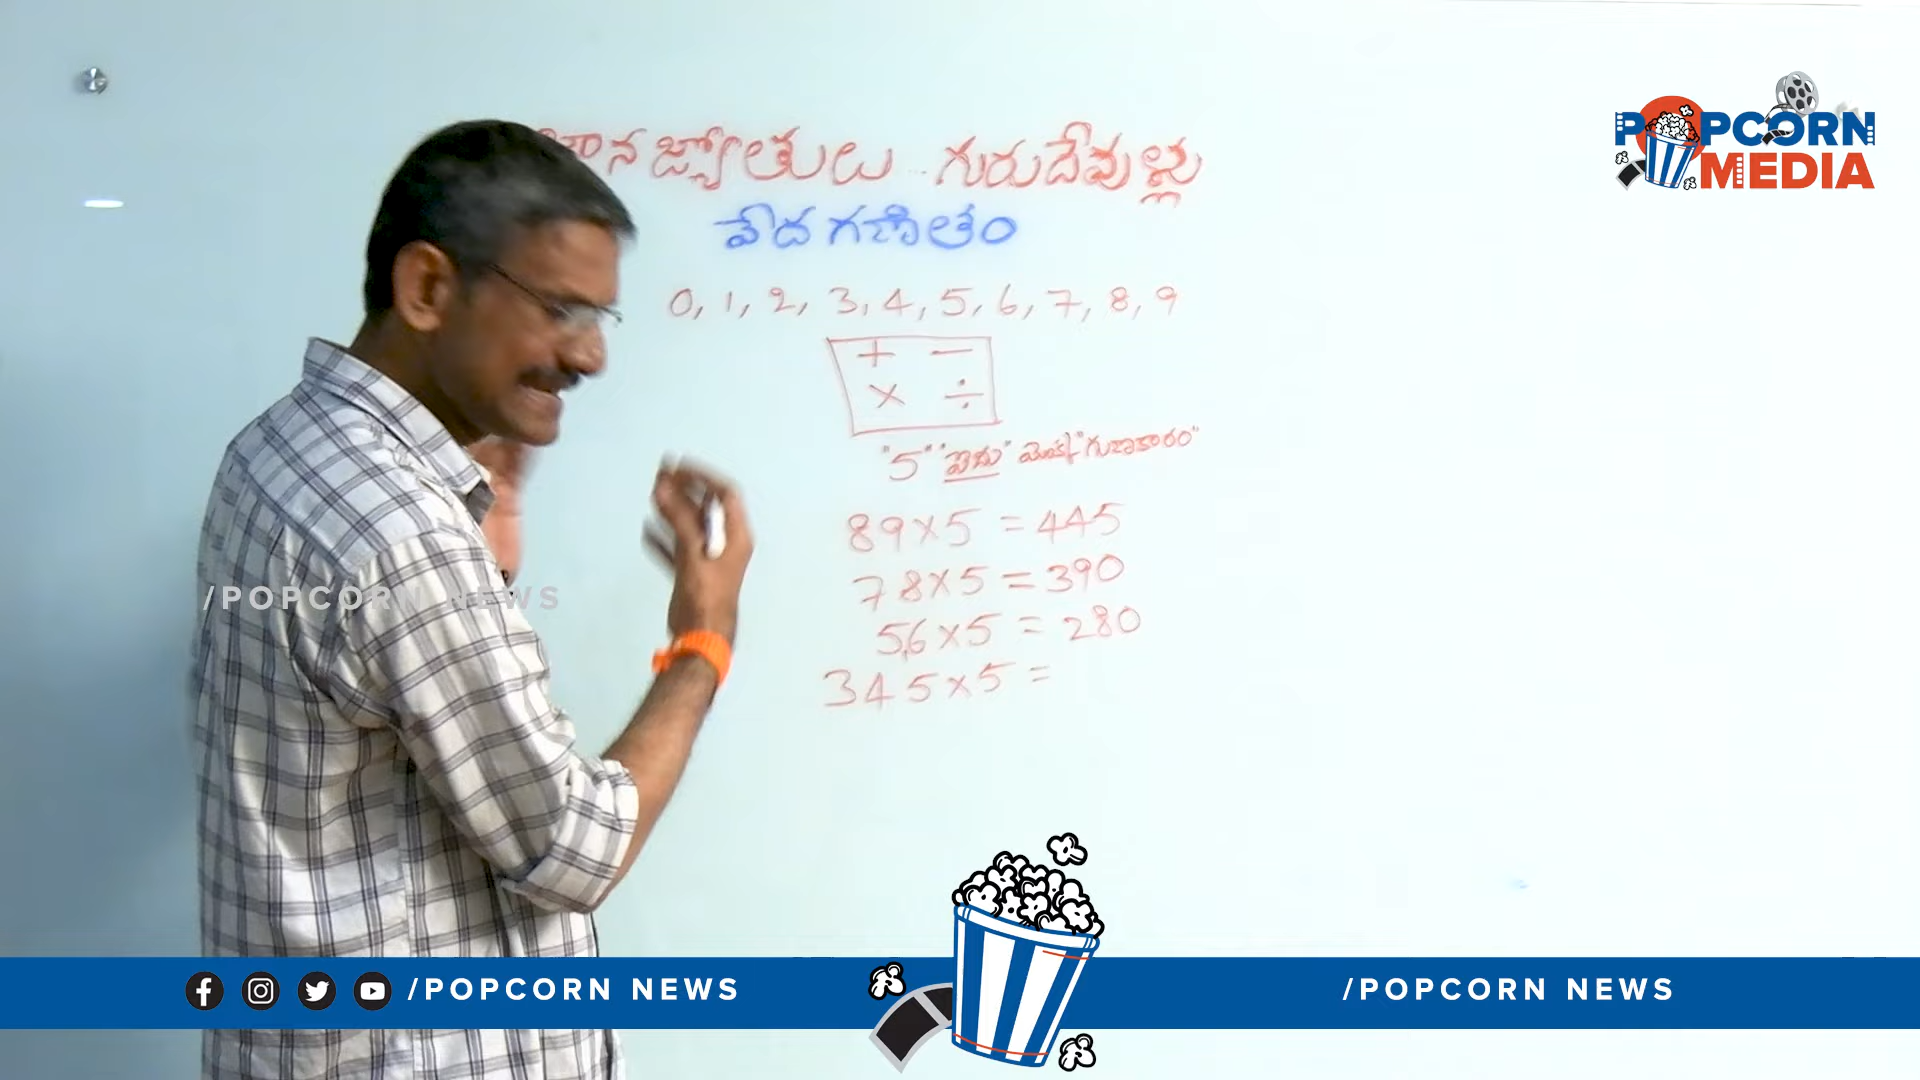 జ్యోతులు గురుదేవుళ్లు
వేద గణితం
0, 1, 2, 3, 4, 5, 6, 7, 8, 9
+ −
× ÷
"5" "ఐదు" యొక్క "గుణకారం"
89×5 = 445
78×5 = 390
56×5 = 280
345×5 =
POPCORN
MEDIA
/POPCORN NEWS
/POPCORN NEWS
/POPCORN NEWS